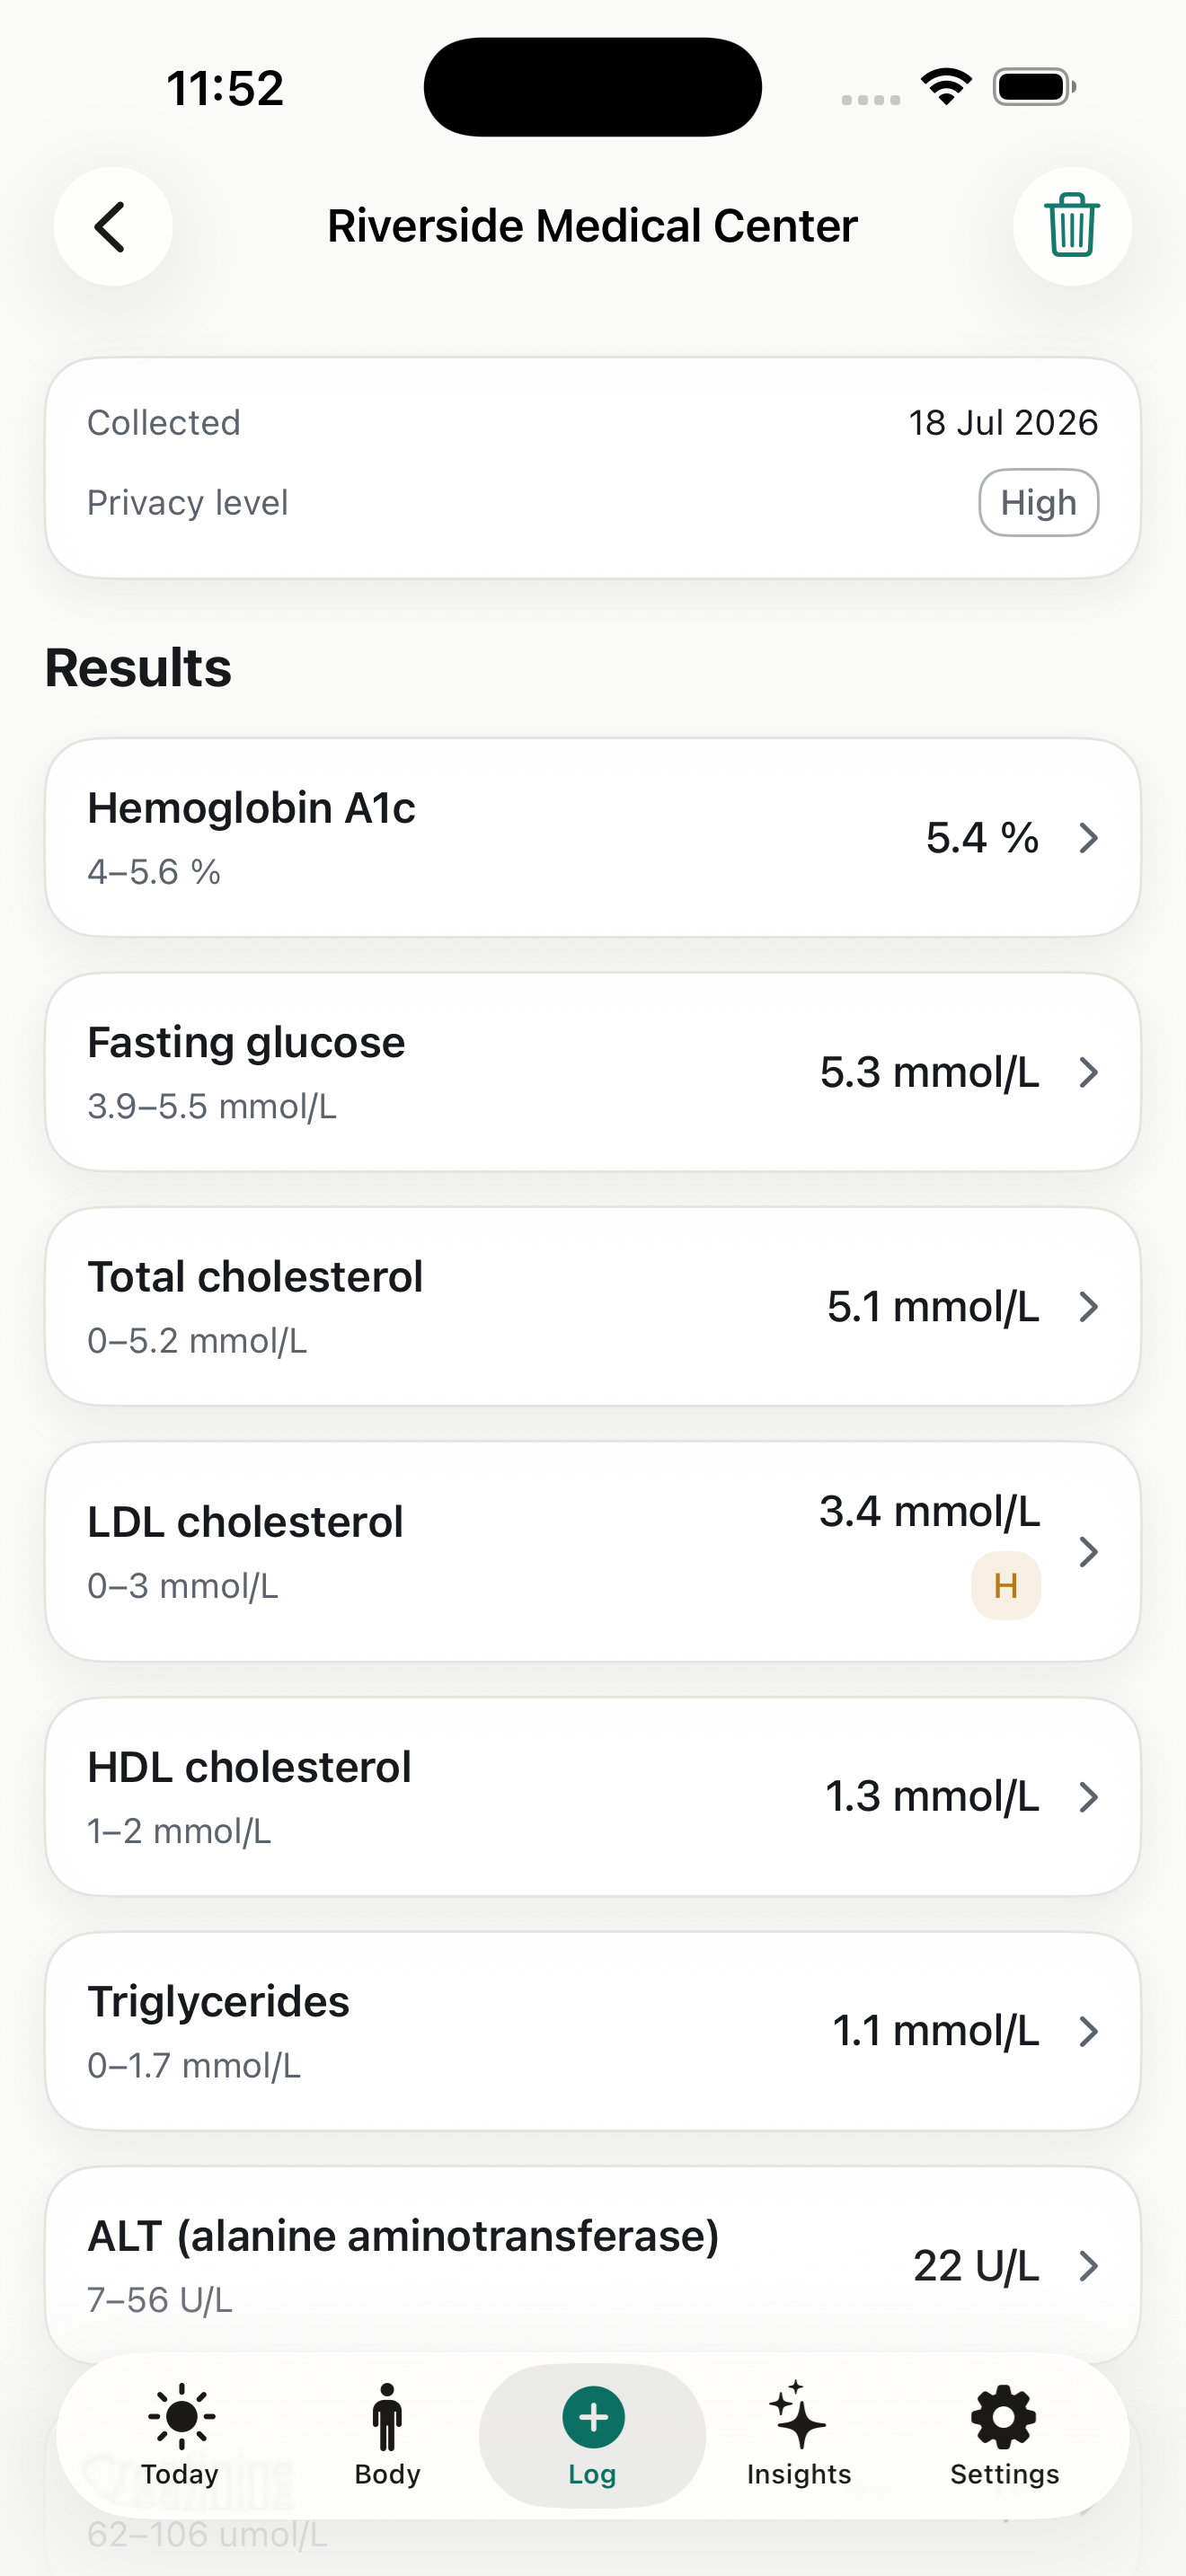 11:52
Riverside Medical Center
Collected
18 Jul 2026
Privacy level
High
Results
Hemoglobin A1c
4–5.6 %
5.4 %
Fasting glucose
3.9–5.5 mmol/L
5.3 mmol/L
Total cholesterol
0–5.2 mmol/L
5.1 mmol/L
LDL cholesterol
0–3 mmol/L
3.4 mmol/L
H
HDL cholesterol
1–2 mmol/L
1.3 mmol/L
Triglycerides
0–1.7 mmol/L
1.1 mmol/L
ALT (alanine aminotransferase)
7–56 U/L
22 U/L
Today
Body
Log
Insights
Settings
62–106 umol/L